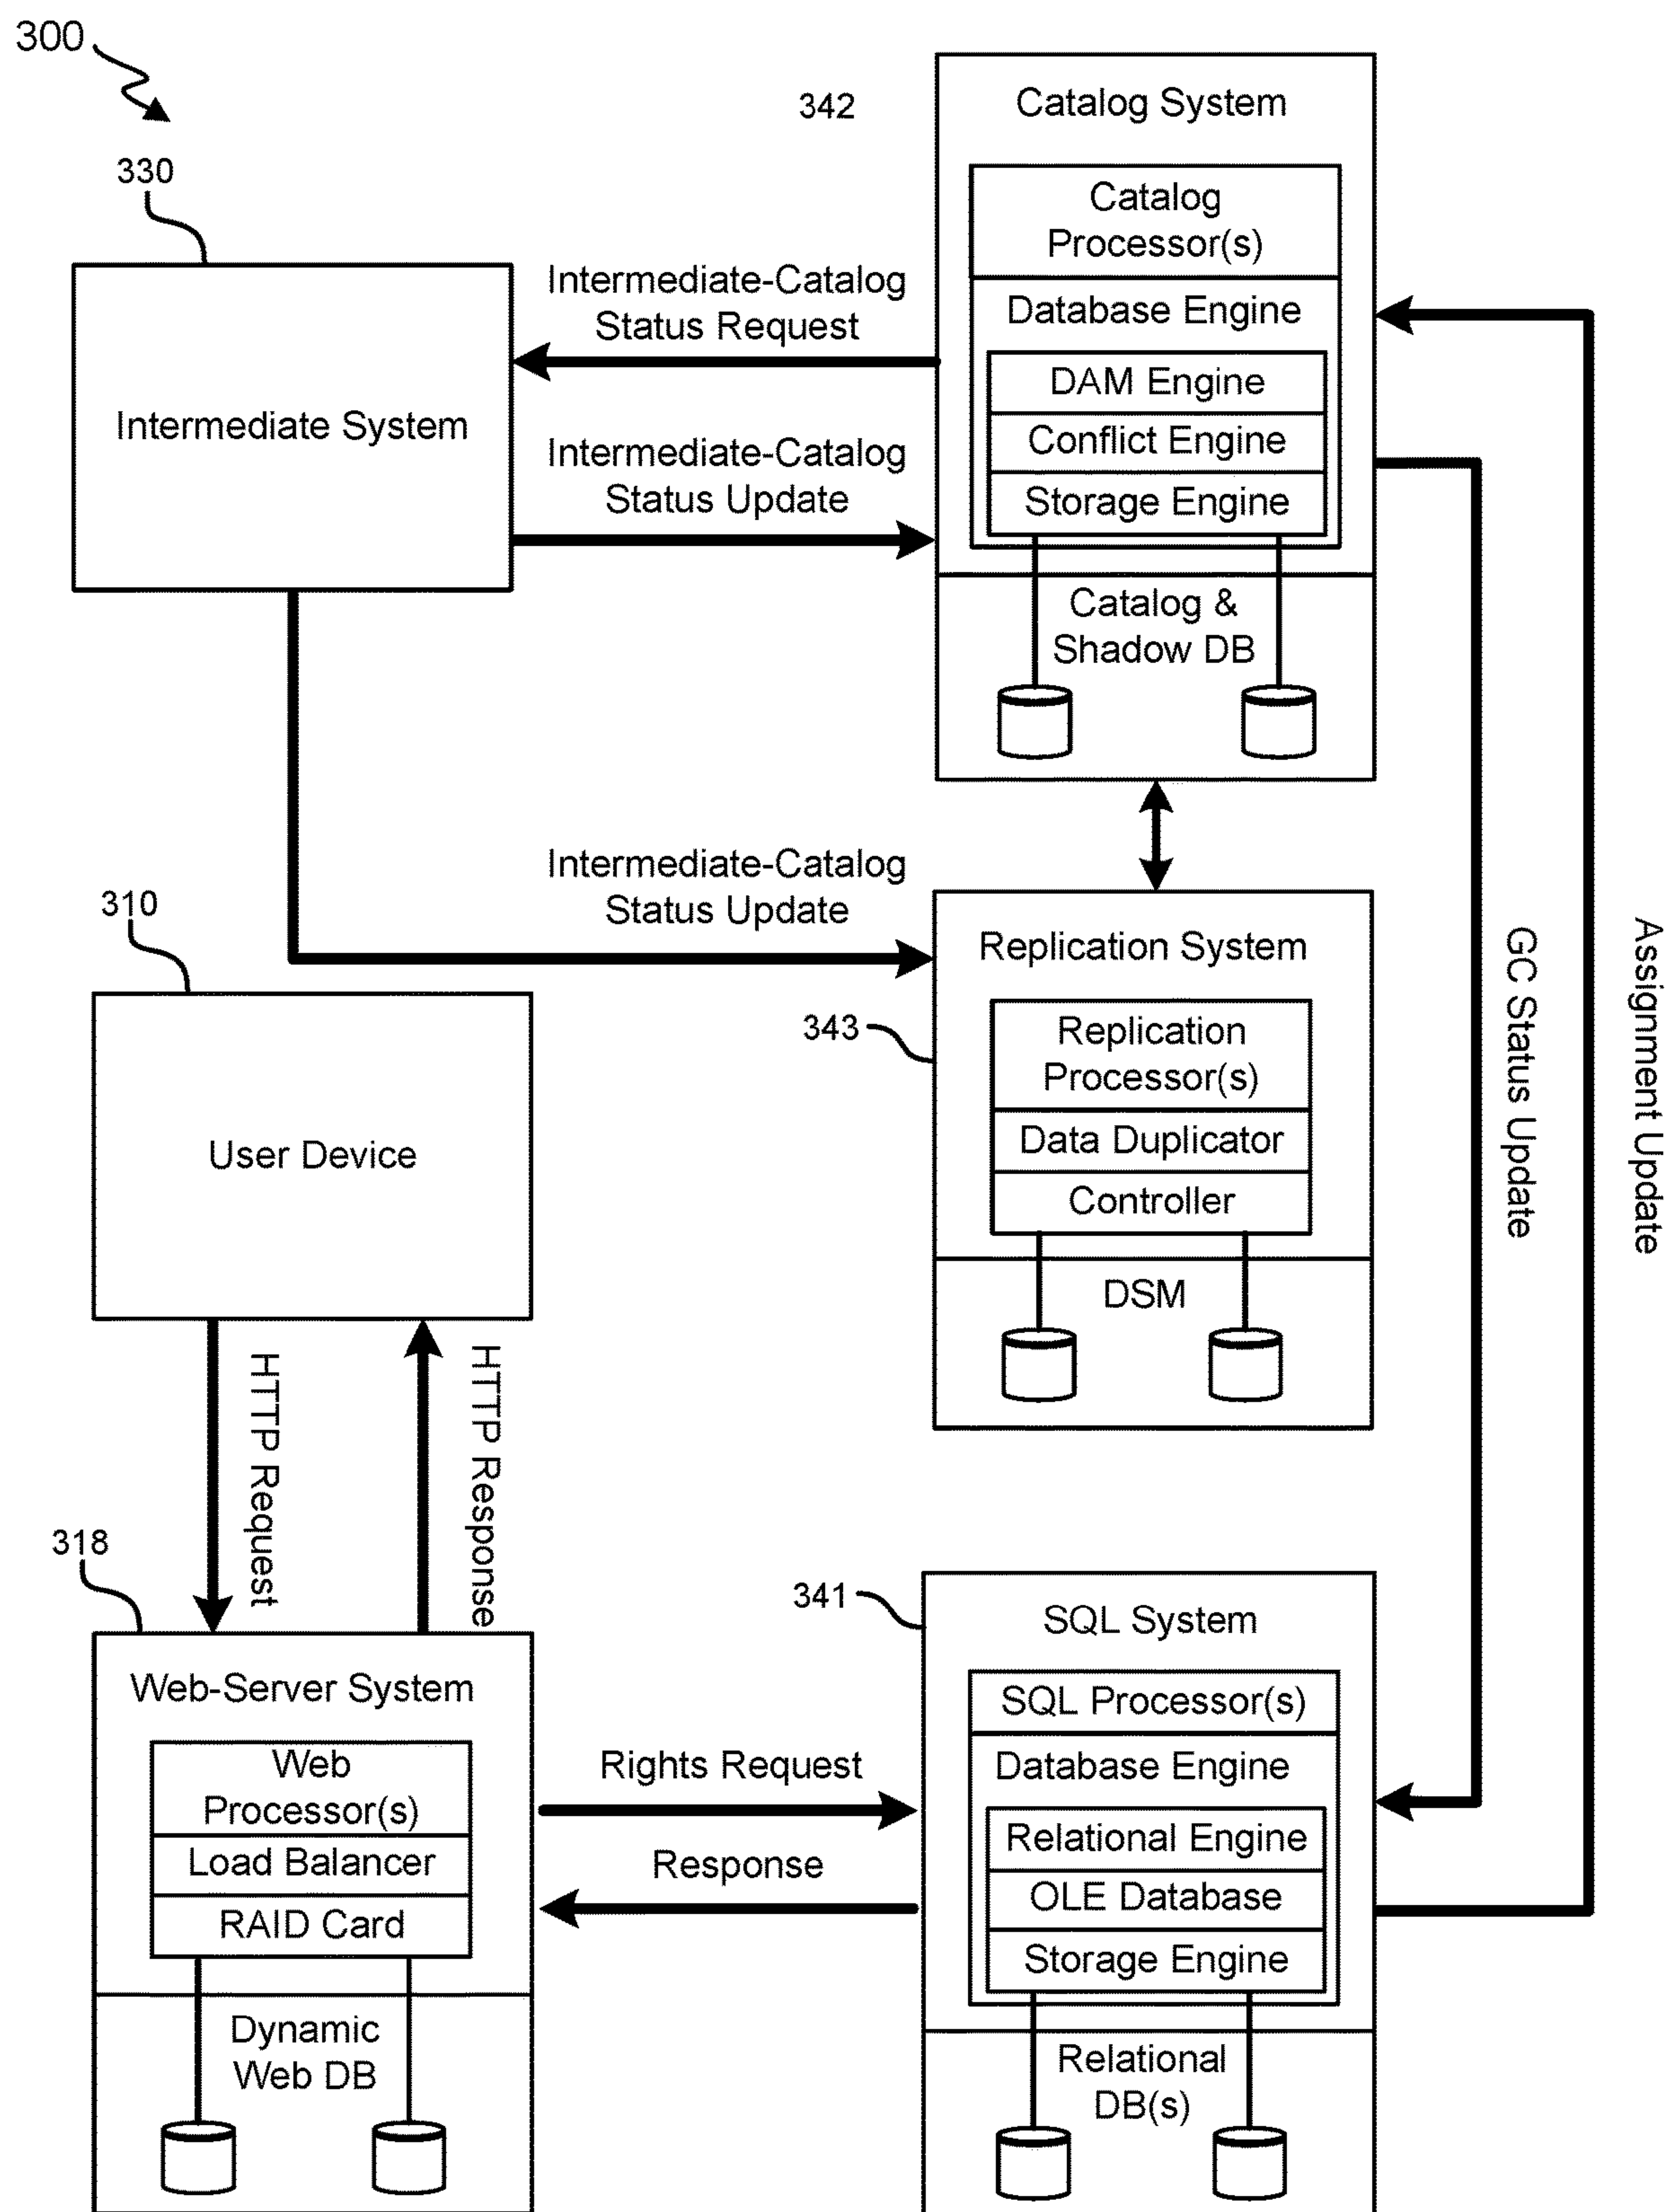 300
330
342
Catalog System
Catalog
Processor(s)
Database Engine
DAM Engine
Conflict Engine
Storage Engine
Catalog &
Shadow DB
Intermediate System
Intermediate-Catalog
Status Request
Intermediate-Catalog
Status Update
Intermediate-Catalog
Status Update
310
User Device
343
Replication System
Replication
Processor(s)
Data Duplicator
Controller
DSM
GC Status Update
Assignment Update
HTTP Request
HTTP Response
318
Web-Server System
Web
Processor(s)
Load Balancer
RAID Card
Dynamic
Web DB
Rights Request
Response
341
SQL System
SQL Processor(s)
Database Engine
Relational Engine
OLE Database
Storage Engine
Relational
DB(s)